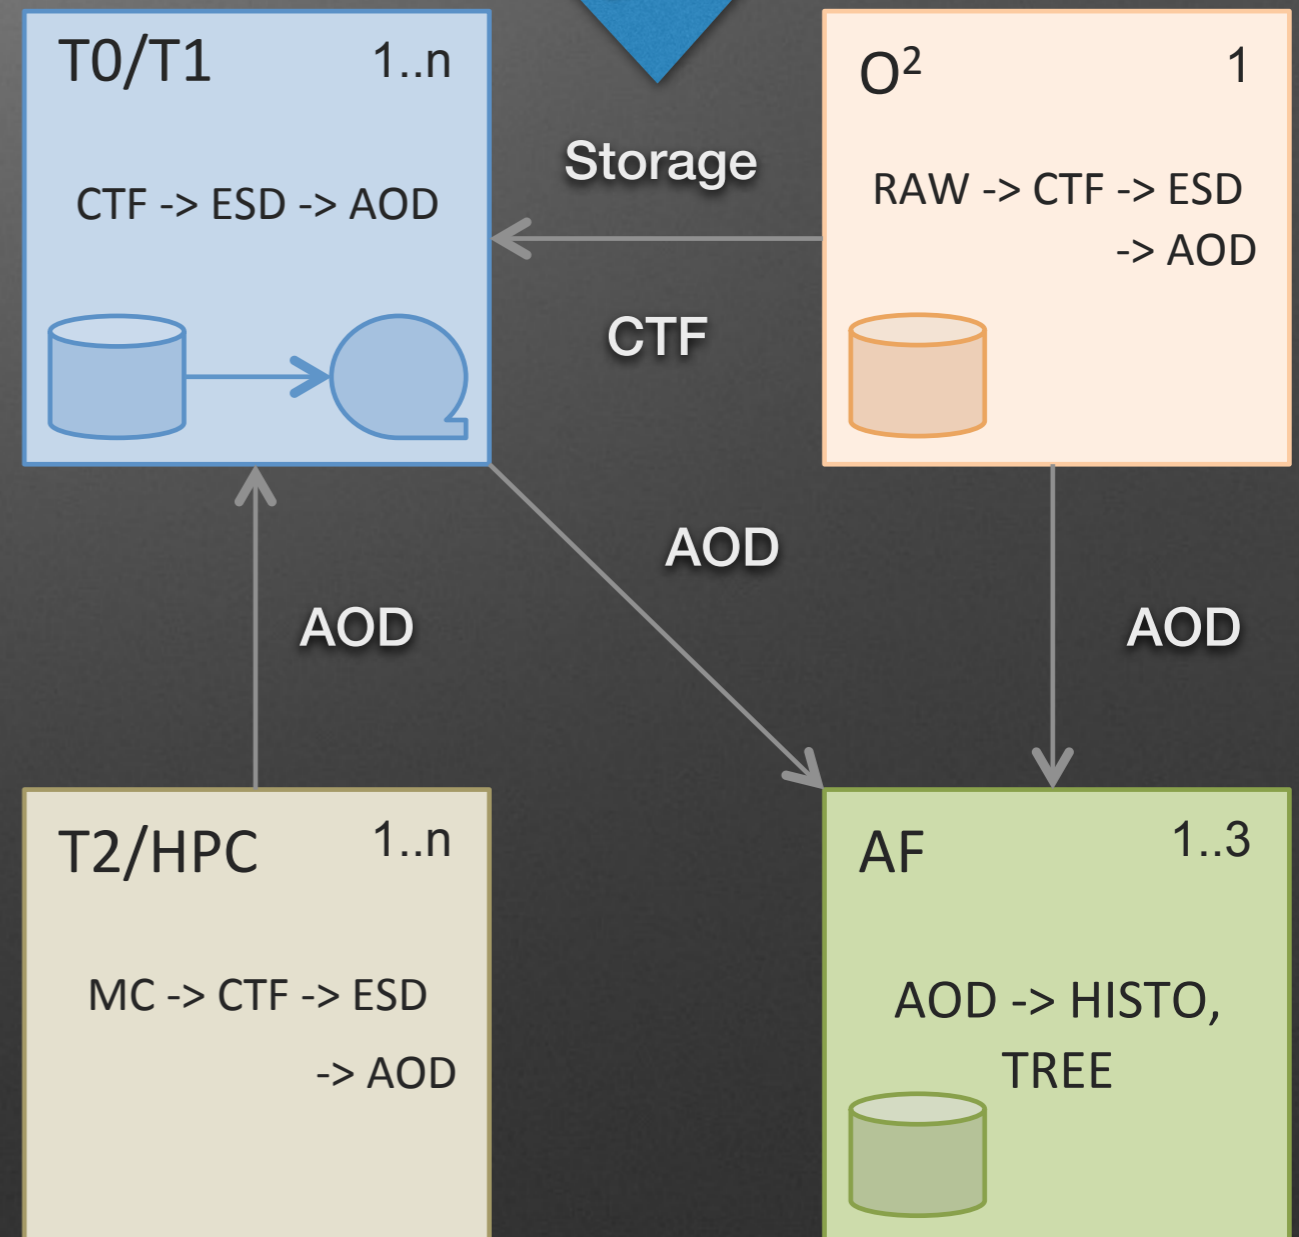 T0/T1 1..n
CTF -> ESD -> AOD
Storage
CTF
O² 1
RAW -> CTF -> ESD
-> AOD
AOD
AOD
AOD
T2/HPC 1..n
MC -> CTF -> ESD
-> AOD
AF 1..3
AOD -> HISTO,
TREE